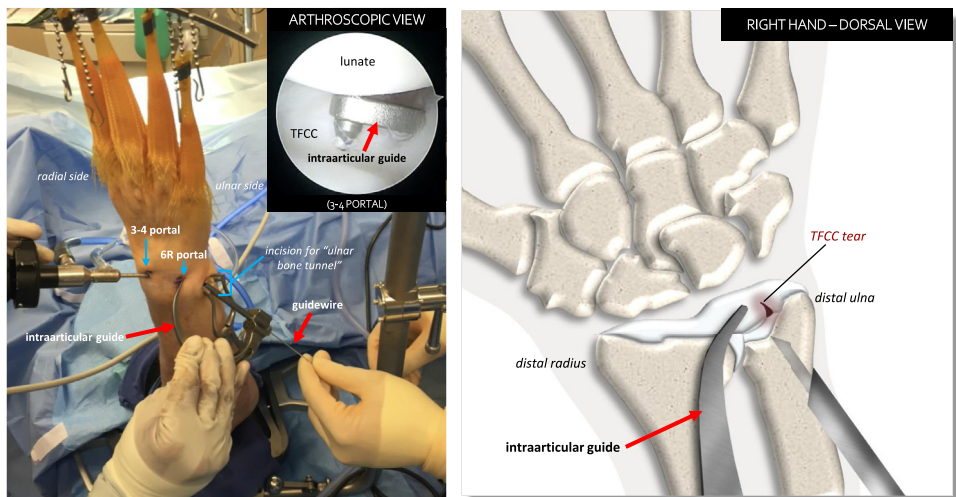 ARTHROSCOPIC VIEW
lunate
TFCC
intraarticular guide
(3-4 PORTAL)
radial side
ulnar side
3-4 portal
6R portal
incision for “ulnar
bone tunnel”
guidewire
intraarticular guide
RIGHT HAND – DORSAL VIEW
TFCC tear
distal ulna
distal radius
intraarticular guide